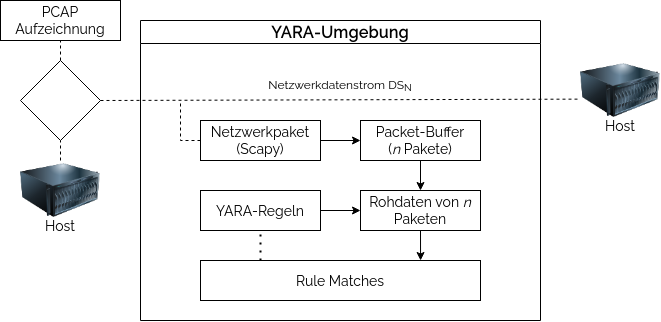 PCAP
Aufzeichnung
YARA-Umgebung
Netzwerkdatenstrom DSN
Host
Netzwerkpaket
(Scapy)
Packet-Buffer
(n Pakete)
Host
YARA-Regeln
Rohdaten von n
Paketen
Rule Matches